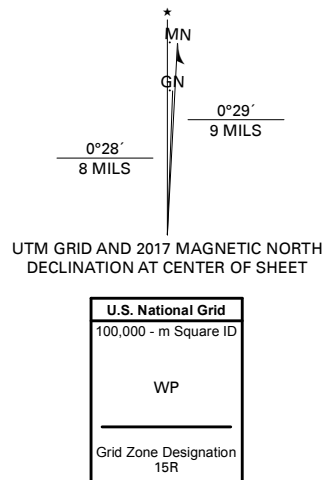 ★
MN
GN
0°29´
9 MILS
0°28´
8 MILS
UTM GRID AND 2017 MAGNETIC NORTH
DECLINATION AT CENTER OF SHEET
U.S. National Grid
100,000 - m Square ID
WP
Grid Zone Designation
15R